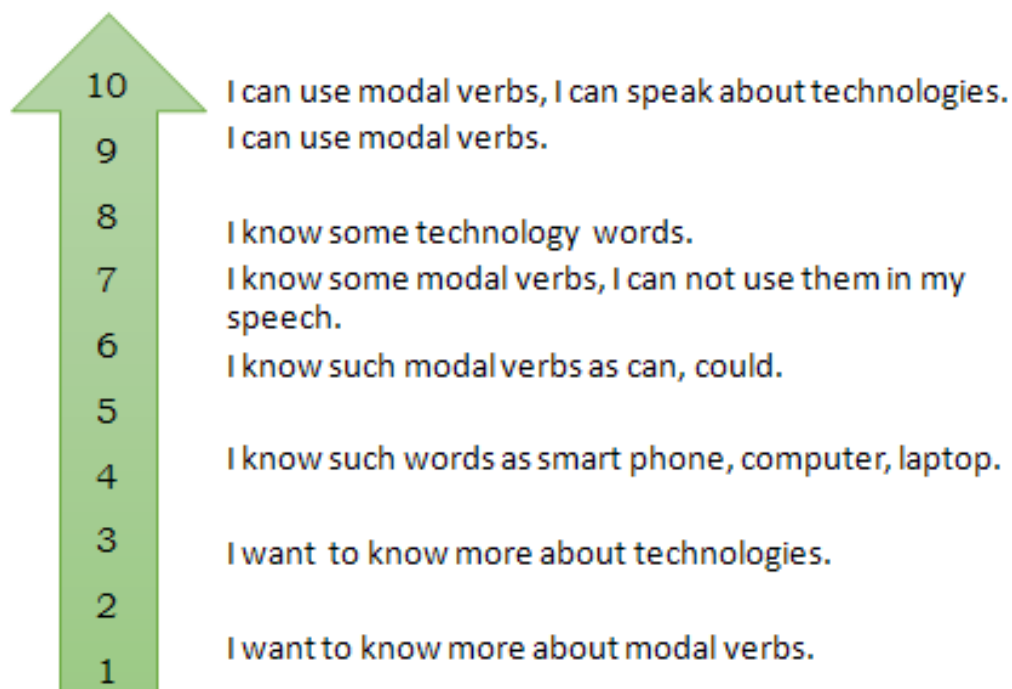 10
I can use modal verbs, I can speak about technologies.
9
I can use modal verbs.
8
I know some technology words.
7
I know some modal verbs, I can not use them in my
speech.
6
I know such modal verbs as can, could.
5
4
I know such words as smart phone, computer, laptop.
3
I want to know more about technologies.
2
1
I want to know more about modal verbs.